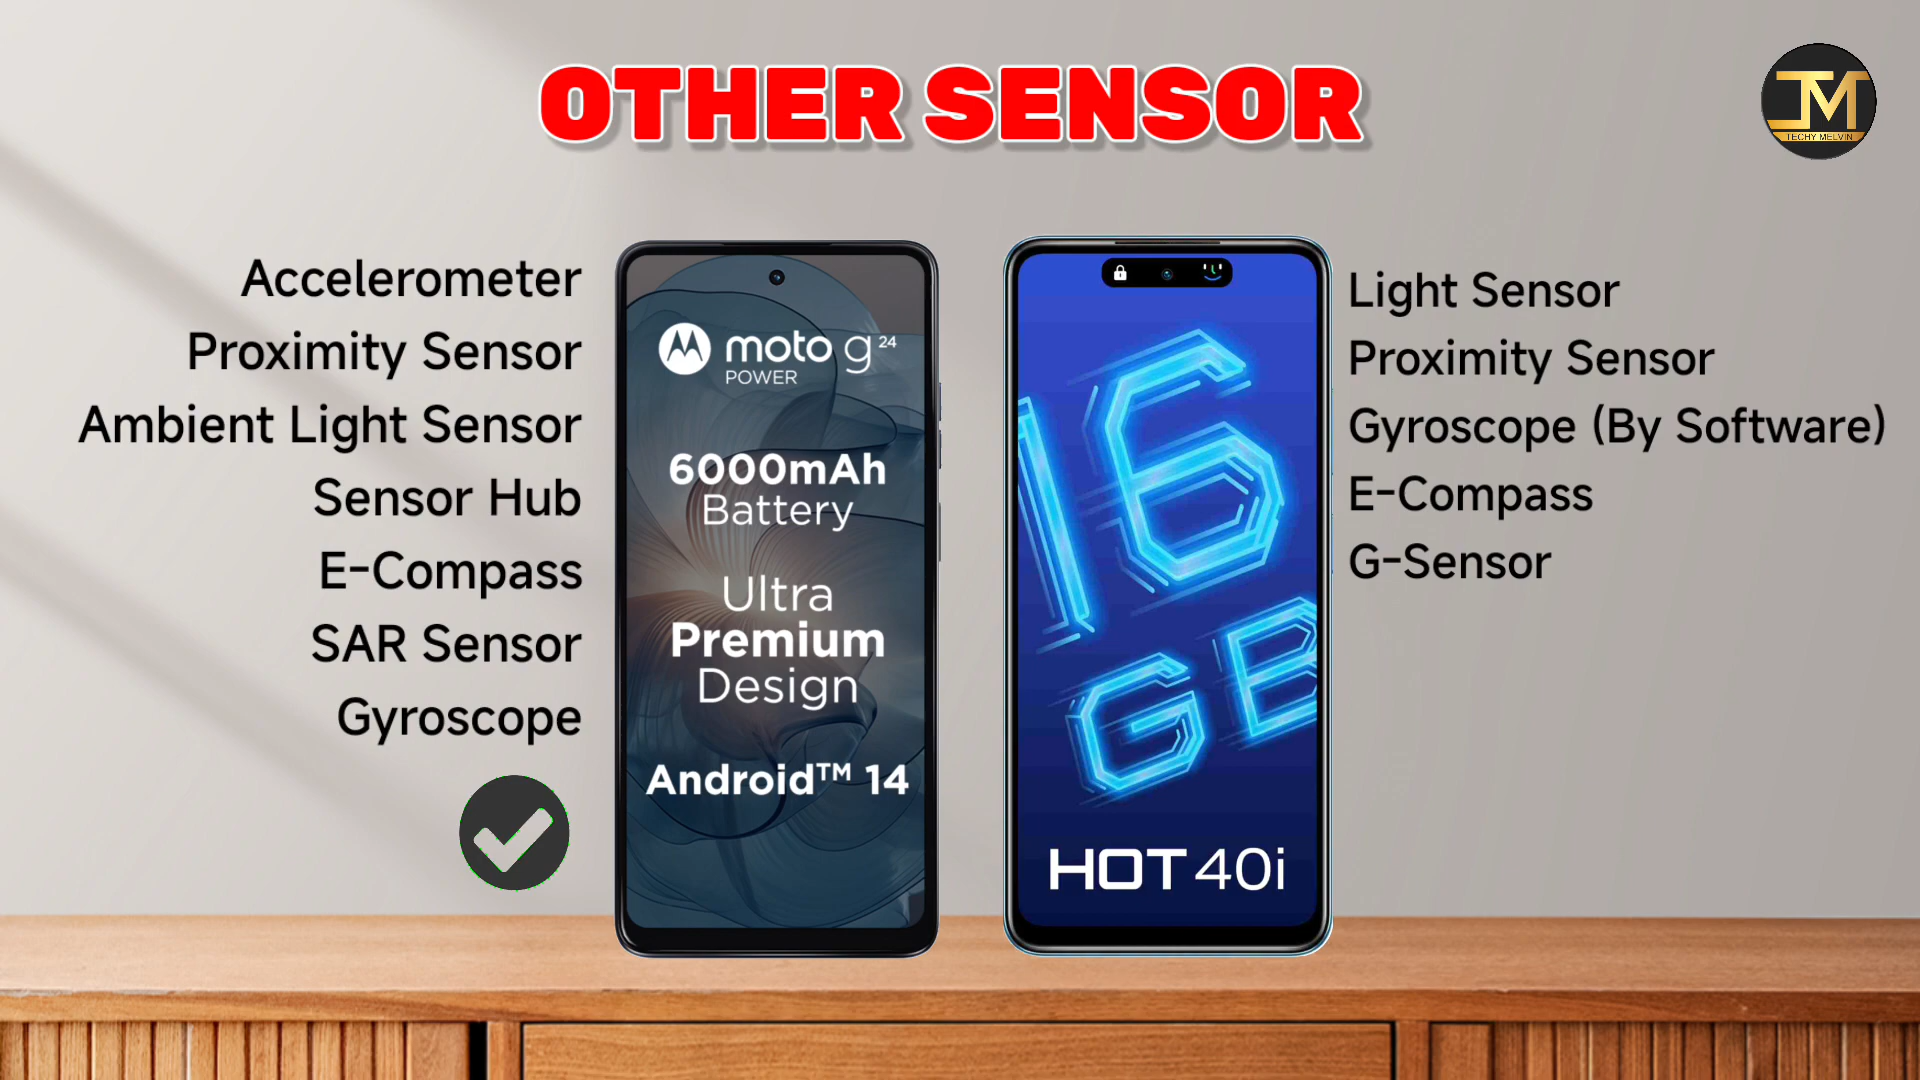 OTHER SENSOR
JM
TECHY MELVIN
Accelerometer
Proximity Sensor
Ambient Light Sensor
Sensor Hub
E-Compass
SAR Sensor
Gyroscope
moto g 24
POWER
6000mAh
Battery
Ultra
Premium
Design
Android™ 14
16
GB
HOT 40i
Light Sensor
Proximity Sensor
Gyroscope (By Software)
E-Compass
G-Sensor